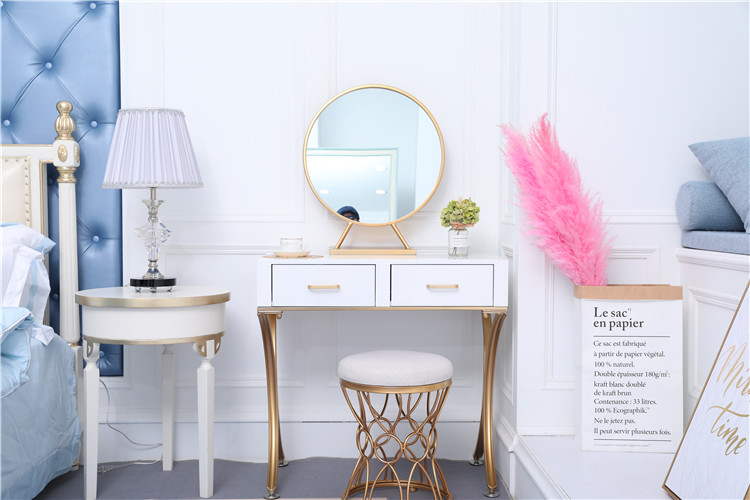 Le sac
en papier
Ce sac est fabriqué
à partir de papier végétal.
100 % naturel.
Double épaisseur 180g/m²
kraft blanc doublé
de kraft brun
Contenance : 33 litres.
100 % Ecographik.
Ne le jetez pas.
Il peut servir plusieurs fois.
time